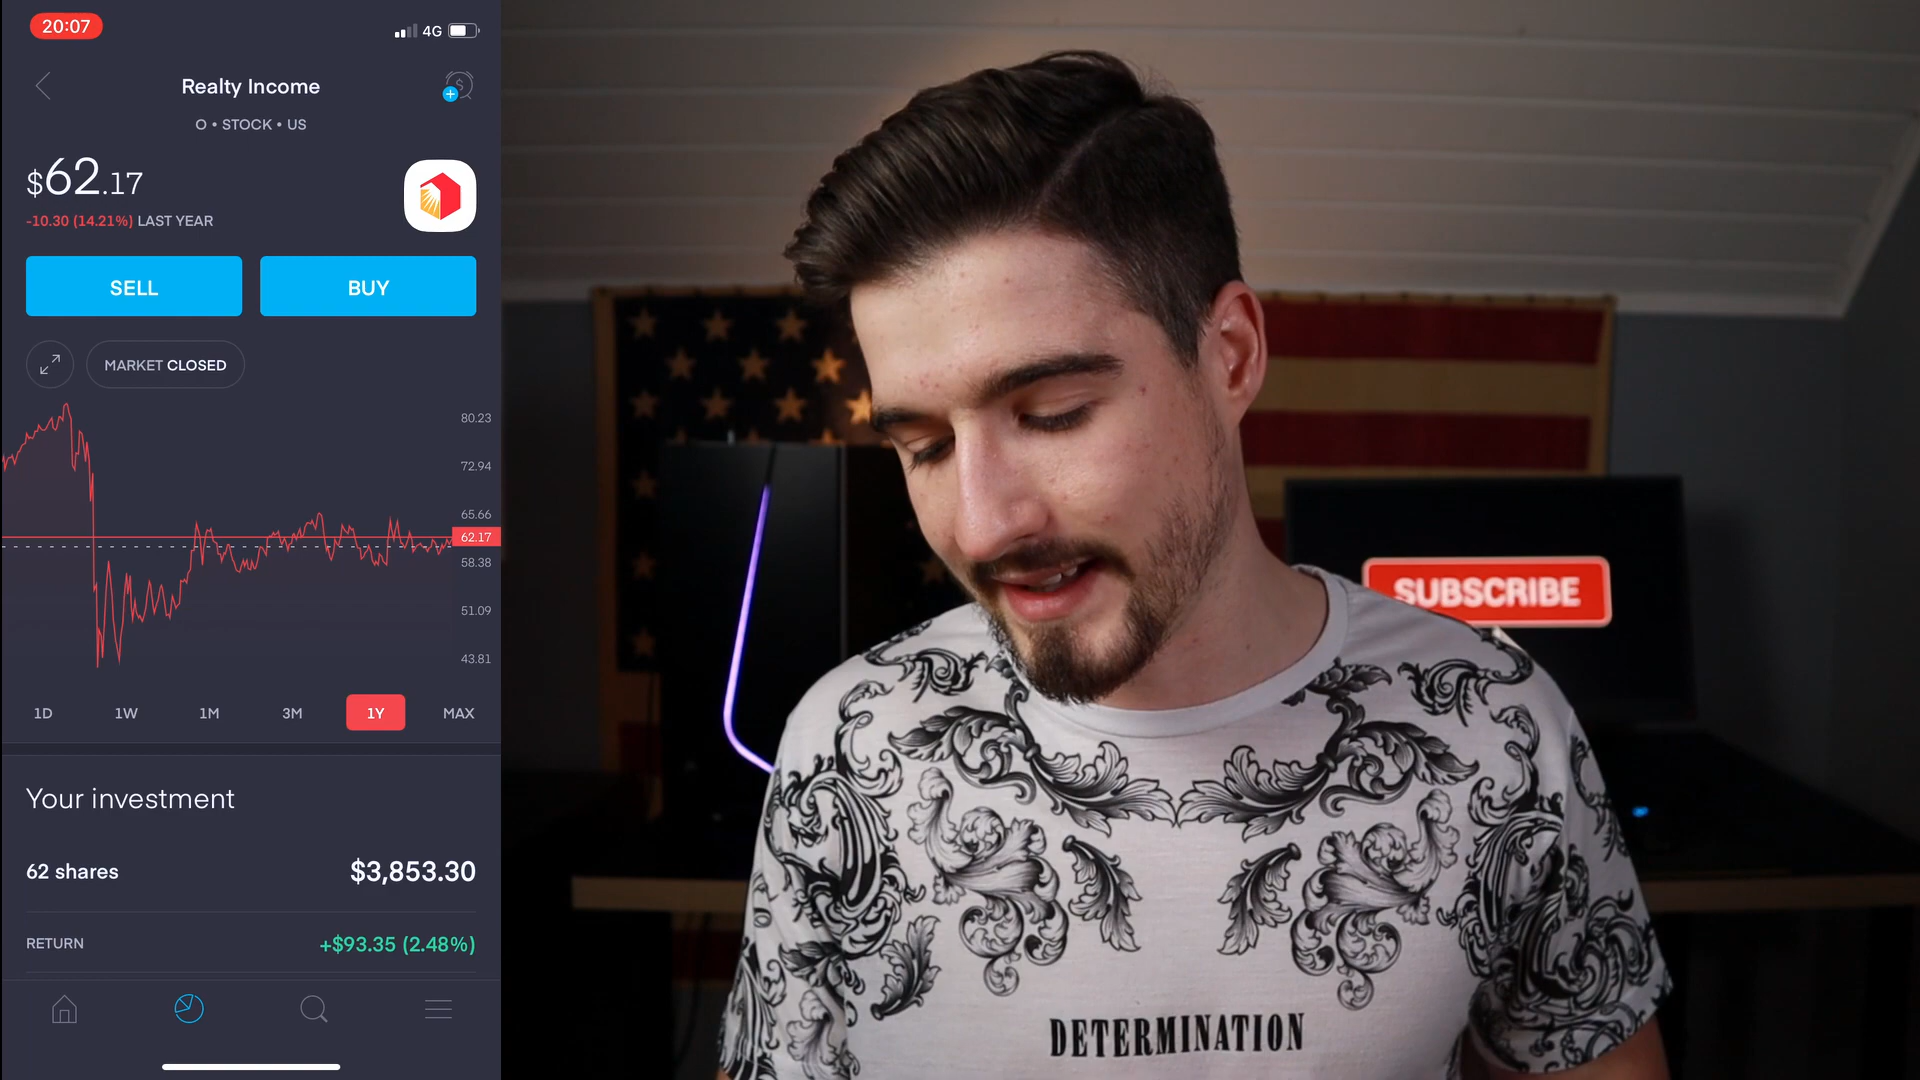 20:07
4G
Realty Income
O • STOCK • US
$62.17
-10.30 (14.21%) LAST YEAR
SELL
BUY
MARKET CLOSED
80.23
72.94
65.66
62.17
58.38
51.09
43.81
1D
1W
1M
3M
1Y
MAX
Your investment
62 shares
$3,853.30
RETURN
+$93.35 (2.48%)
SUBSCRIBE
DETERMINATION